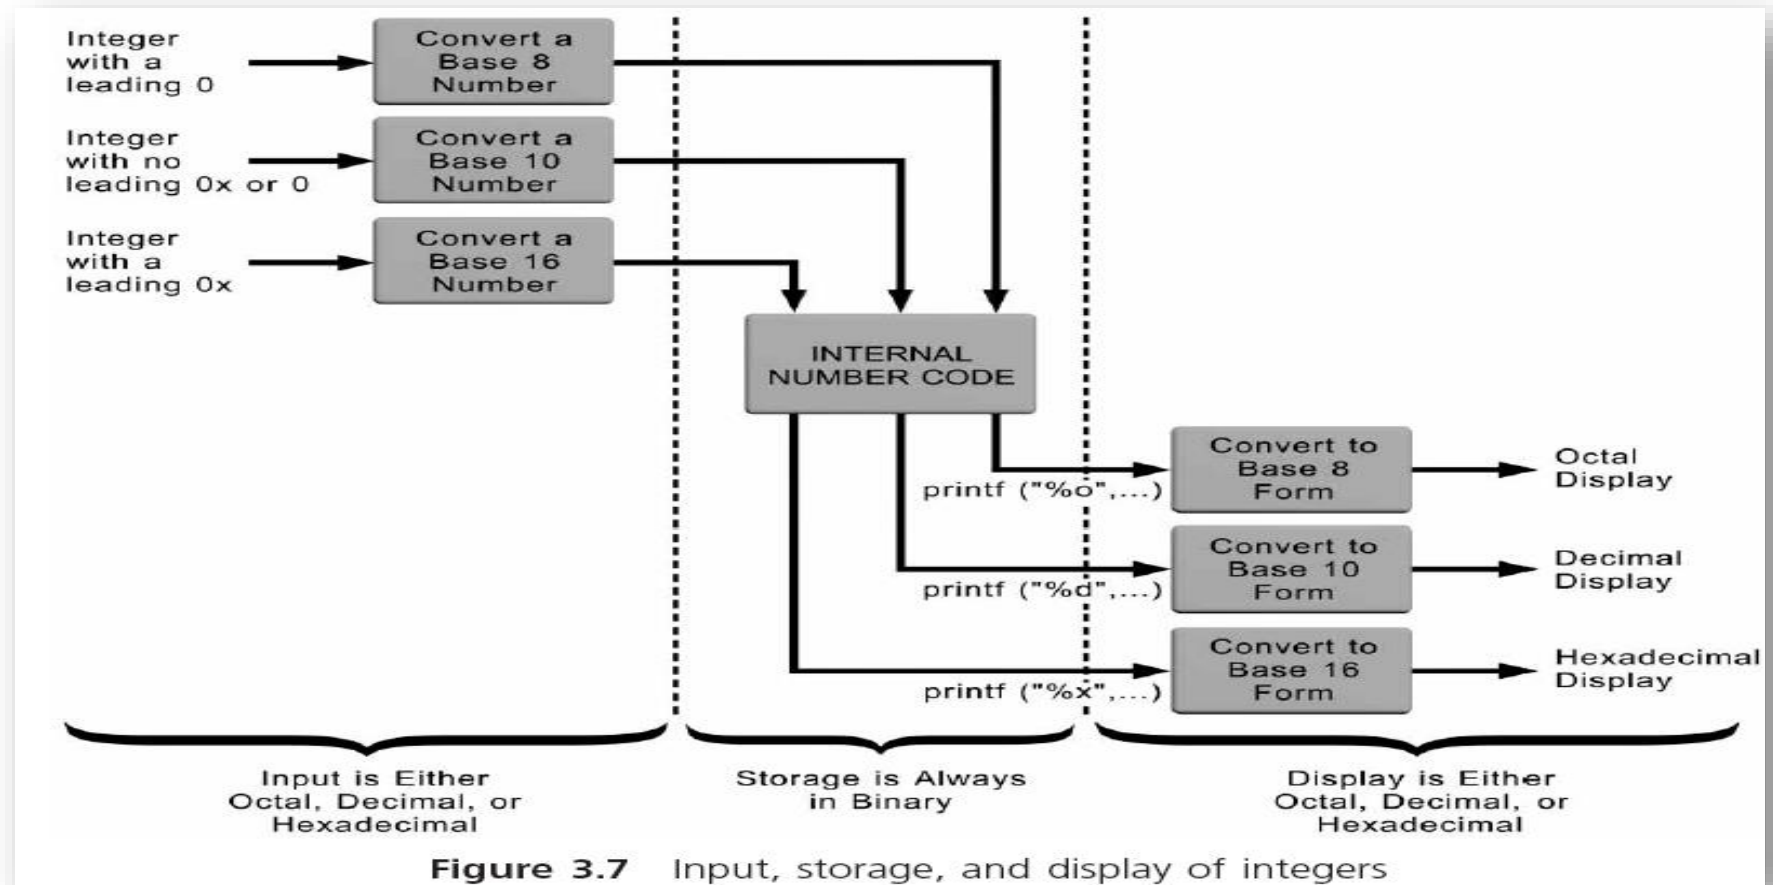 Integer
with a
leading 0
Convert a
Base 8
Number
Integer
with no
leading 0x or 0
Convert a
Base 10
Number
Integer
with a
leading 0x
Convert a
Base 16
Number
INTERNAL
NUMBER CODE
printf ("%o",...)
Convert to
Base 8
Form
Octal
Display
printf ("%d",...)
Convert to
Base 10
Form
Decimal
Display
printf ("%x",...)
Convert to
Base 16
Form
Hexadecimal
Display
Input is Either
Octal, Decimal, or
Hexadecimal
Storage is Always
in Binary
Display is Either
Octal, Decimal, or
Hexadecimal
Figure 3.7 Input, storage, and display of integers